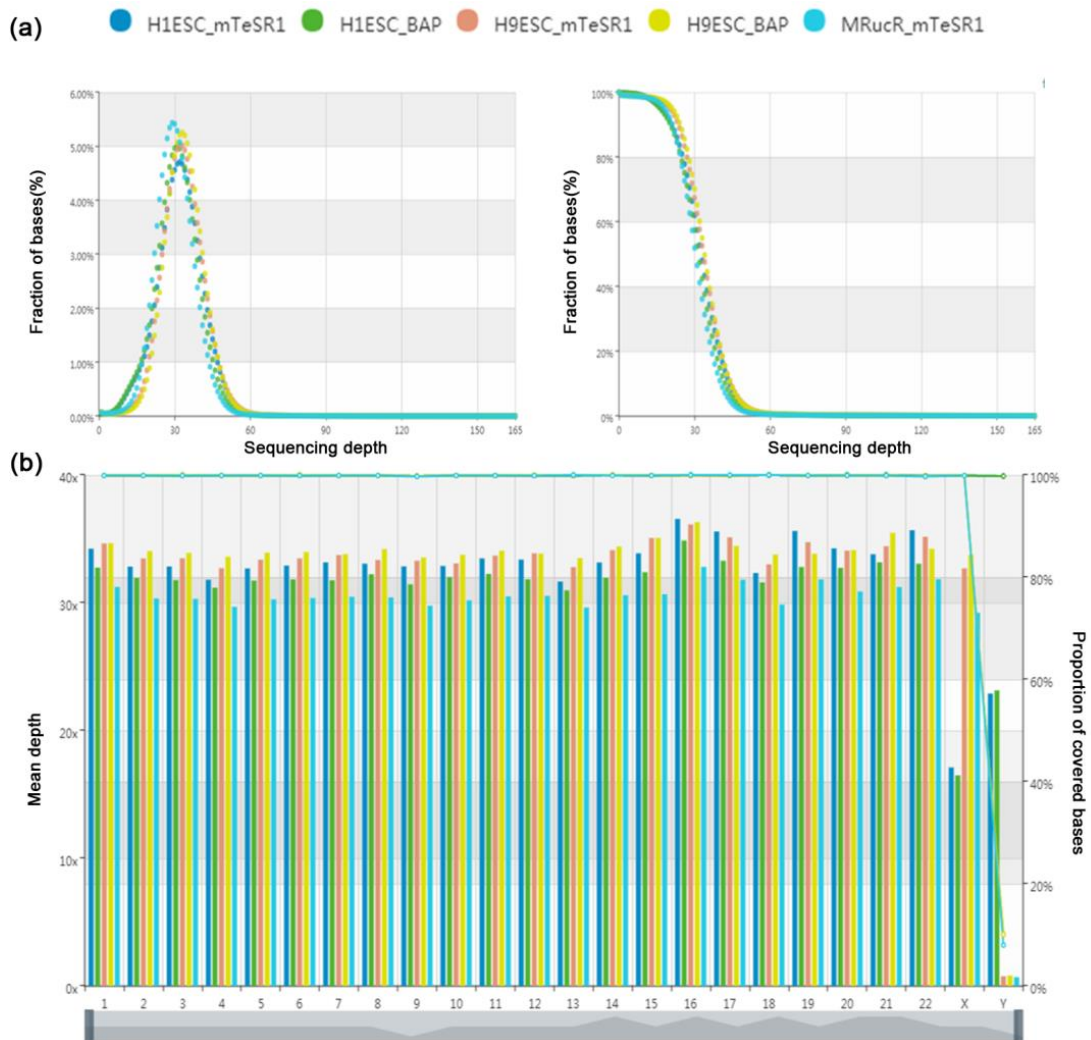 (a) H1ESC_mTeSR1 H1ESC_BAP H9ESC_mTeSR1 H9ESC_BAP MRucR_mTeSR1
6.00%
5.00%
4.00%
3.00%
2.00%
1.00%
0.00%
Fraction of bases(%)
0 30 60 90 120 150 165
Sequencing depth
100%
80%
60%
40%
20%
0%
Fraction of bases(%)
0 30 60 90 120 150 165
Sequencing depth
(b)
40x
30x
20x
10x
0x
Mean depth
100%
80%
60%
40%
20%
0%
Proportion of covered bases
1 2 3 4 5 6 7 8 9 10 11 12 13 14 15 16 17 18 19 20 21 22 X Y